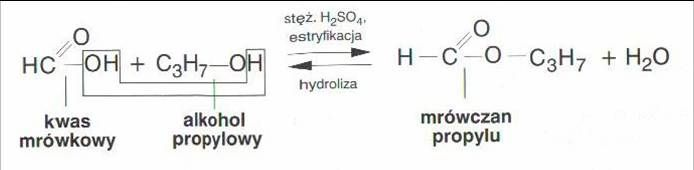 stęż. H₂SO₄,
estryfikacja
O
HC — OH + C₃H₇ — OH
hydroliza
kwas
mrówkowy
alkohol
propylowy
O
H — C — O — C₃H₇ + H₂O
mrówczan
propylu